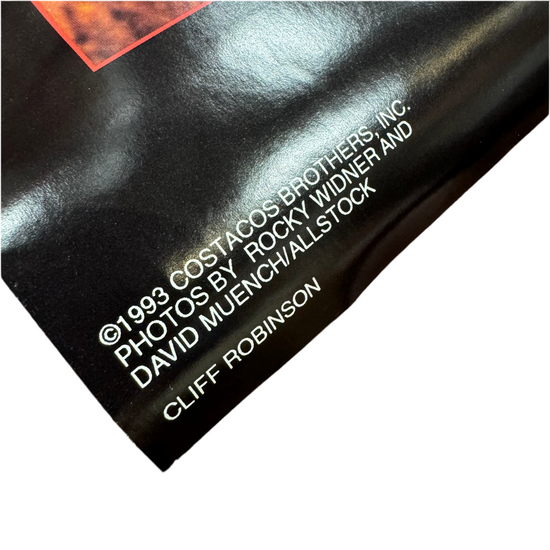 ©1993 COSTACOS BROTHERS, INC.
PHOTOS BY ROCKY WIDNER AND
DAVID MUENCH/ALLSTOCK
CLIFF ROBINSON